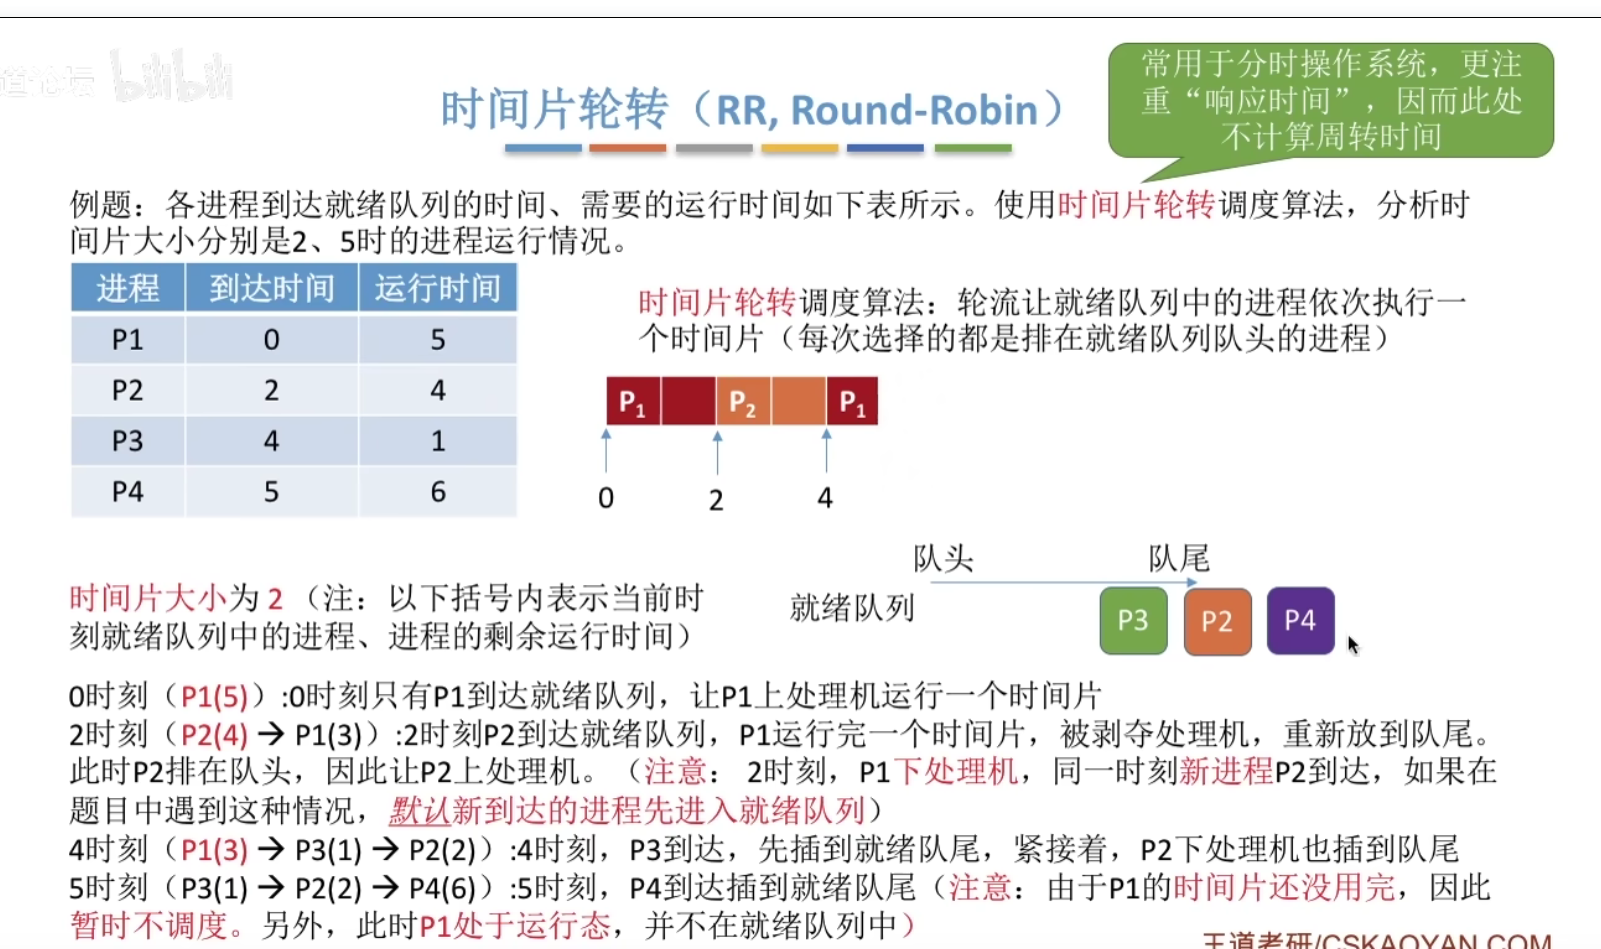 道论坛 bilibili
常用于分时操作系统，更注
重“响应时间”，因而此处
不计算周转时间
时间片轮转（RR, Round-Robin）
例题：各进程到达就绪队列的时间、需要的运行时间如下表所示。使用时间片轮转调度算法，分析时
间片大小分别是2、5时的进程运行情况。
进程 到达时间 运行时间
P1 0 5
P2 2 4
P3 4 1
P4 5 6
时间片轮转调度算法：轮流让就绪队列中的进程依次执行一
个时间片（每次选择的都是排在就绪队列队头的进程）
P1 P2 P1
0 2 4
队头 队尾
就绪队列 P3 P2 P4
时间片大小为 2 （注：以下括号内表示当前时
刻就绪队列中的进程、进程的剩余运行时间）
0时刻（P1(5)）:0时刻只有P1到达就绪队列，让P1上处理机运行一个时间片
2时刻（P2(4) → P1(3)）:2时刻P2到达就绪队列，P1运行完一个时间片，被剥夺处理机，重新放到队尾。
此时P2排在队头，因此让P2上处理机。（注意： 2时刻，P1下处理机，同一时刻新进程P2到达，如果在
题目中遇到这种情况，默认新到达的进程先进入就绪队列）
4时刻（P1(3) → P3(1) → P2(2)）:4时刻，P3到达，先插到就绪队尾，紧接着，P2下处理机也插到队尾
5时刻（P3(1) → P2(2) → P4(6)）:5时刻，P4到达插到就绪队尾（注意：由于P1的时间片还没用完，因此
暂时不调度。另外，此时P1处于运行态，并不在就绪队列中）
王道考研/CSKAOYAN.COM